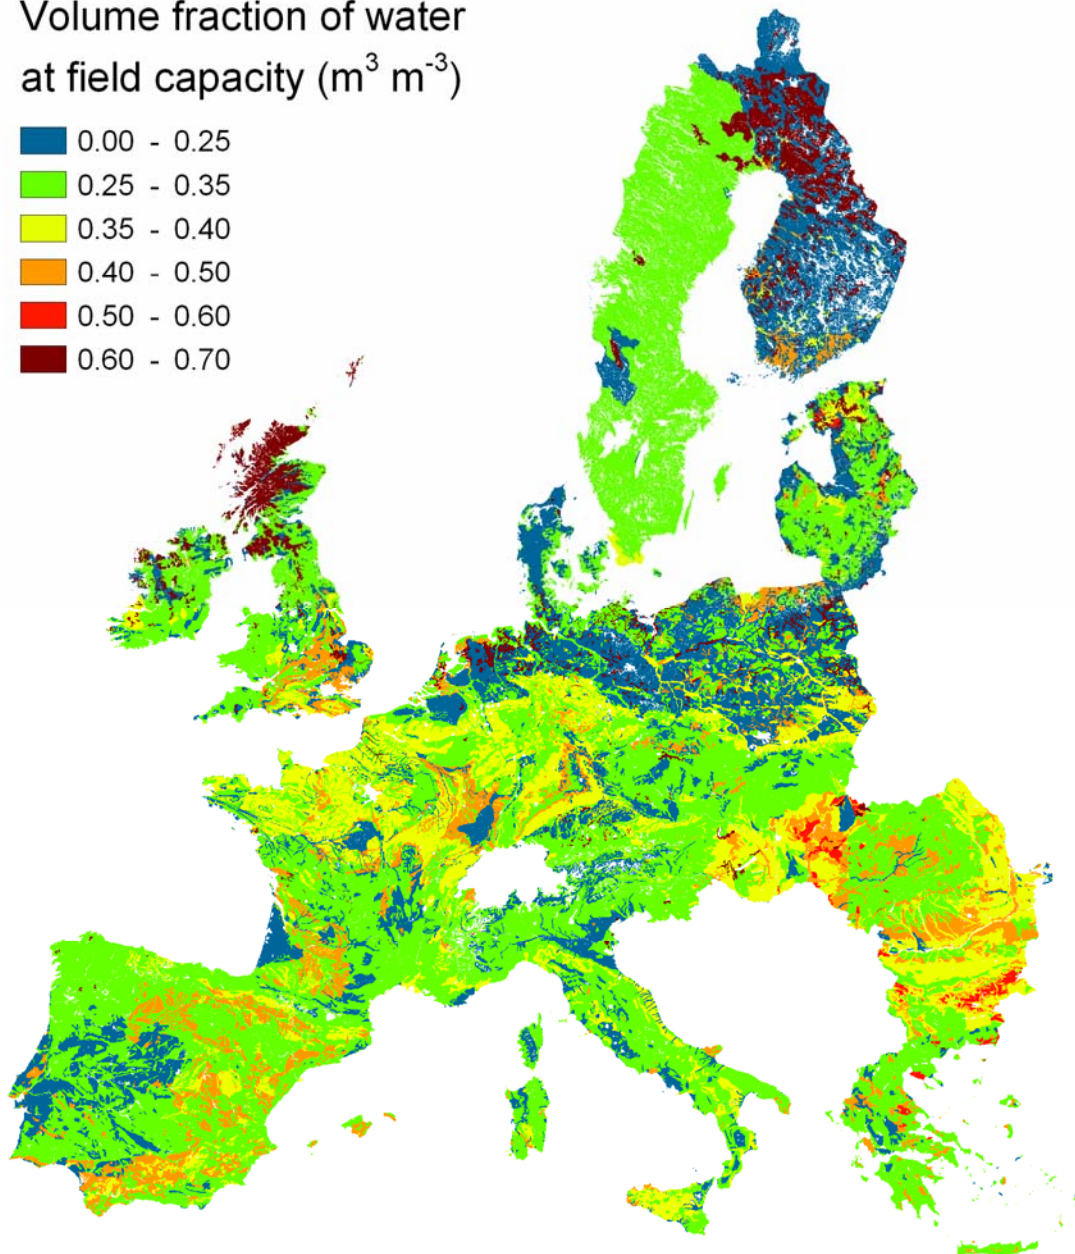 Volume fraction of water
at field capacity (m³ m⁻³)
0.00 - 0.25
0.25 - 0.35
0.35 - 0.40
0.40 - 0.50
0.50 - 0.60
0.60 - 0.70